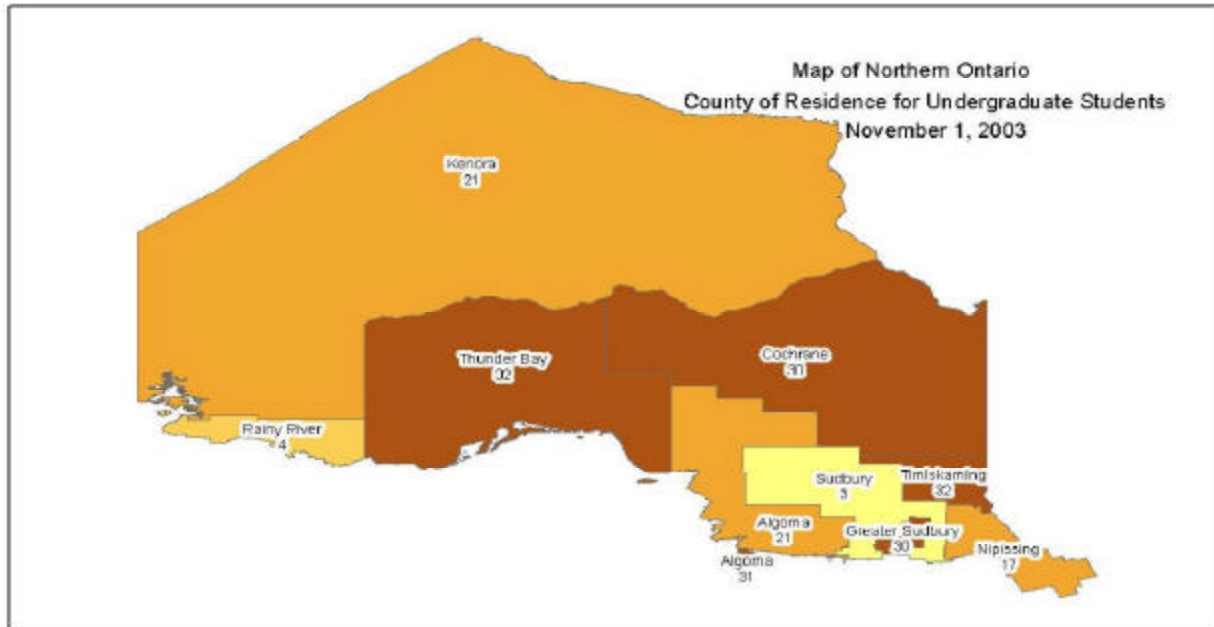 Map of Northern Ontario
County of Residence for Undergraduate Students
November 1, 2003
Kenora
21
Thunder Bay
32
Cochrane
30
Rainy River
4
Sudbury
3
Timiskaming
32
Algoma
21
Greater Sudbury
30
Nipissing
17
Algoma
31